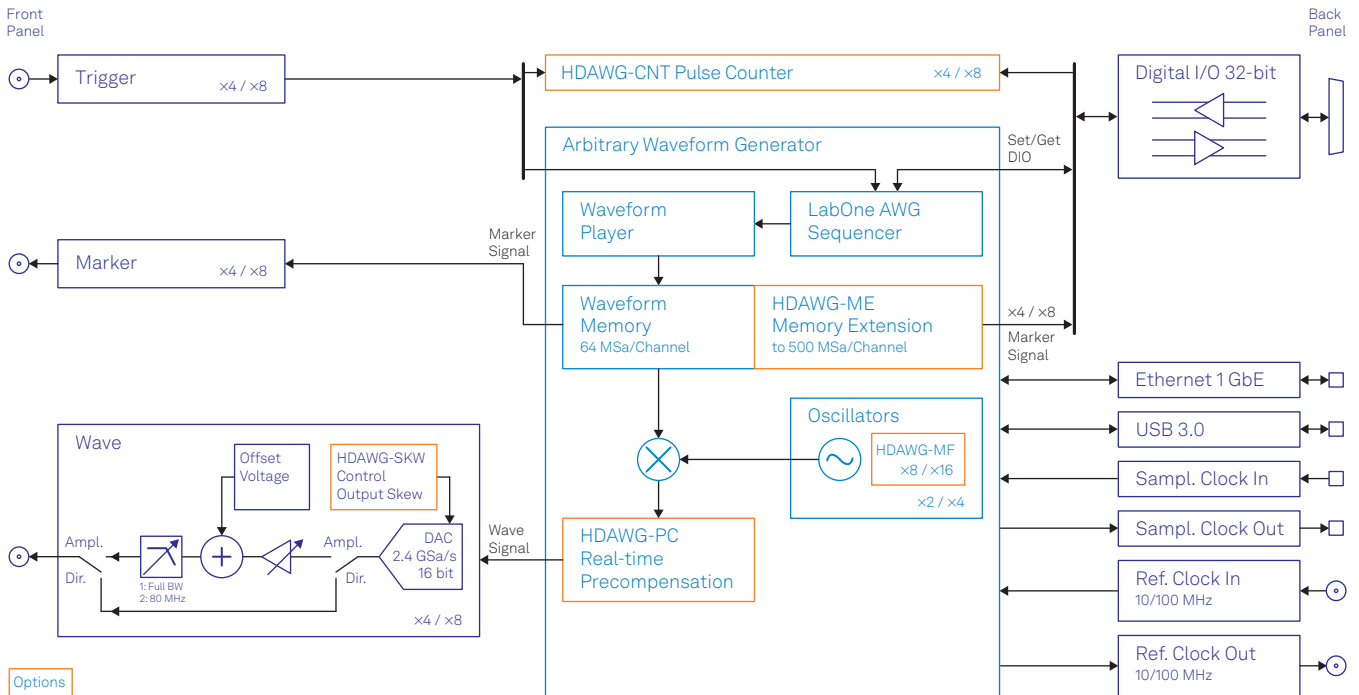 Front
Panel
Back
Panel
Trigger
×4 / ×8
HDAWG-CNT Pulse Counter
×4 / ×8
Digital I/O 32-bit
Arbitrary Waveform Generator
Set/Get
DIO
Waveform
Player
LabOne AWG
Sequencer
Marker
Signal
Marker
×4 / ×8
Waveform
Memory
64 MSa/Channel
HDAWG-ME
Memory Extension
to 500 MSa/Channel
×4 / ×8
Marker
Signal
Ethernet 1 GbE
USB 3.0
Sampl. Clock In
Sampl. Clock Out
Ref. Clock In
10/100 MHz
Ref. Clock Out
10/100 MHz
Oscillators
HDAWG-MF
×8 / ×16
×2 / ×4
HDAWG-PC
Real-time
Precompensation
Wave
Signal
Wave
Offset
Voltage
HDAWG-SKW
Control
Output Skew
DAC
2.4 GSa/s
16 bit
Ampl.
Dir.
Ampl.
Dir.
1: Full BW
2: 80 MHz
×4 / ×8
Options